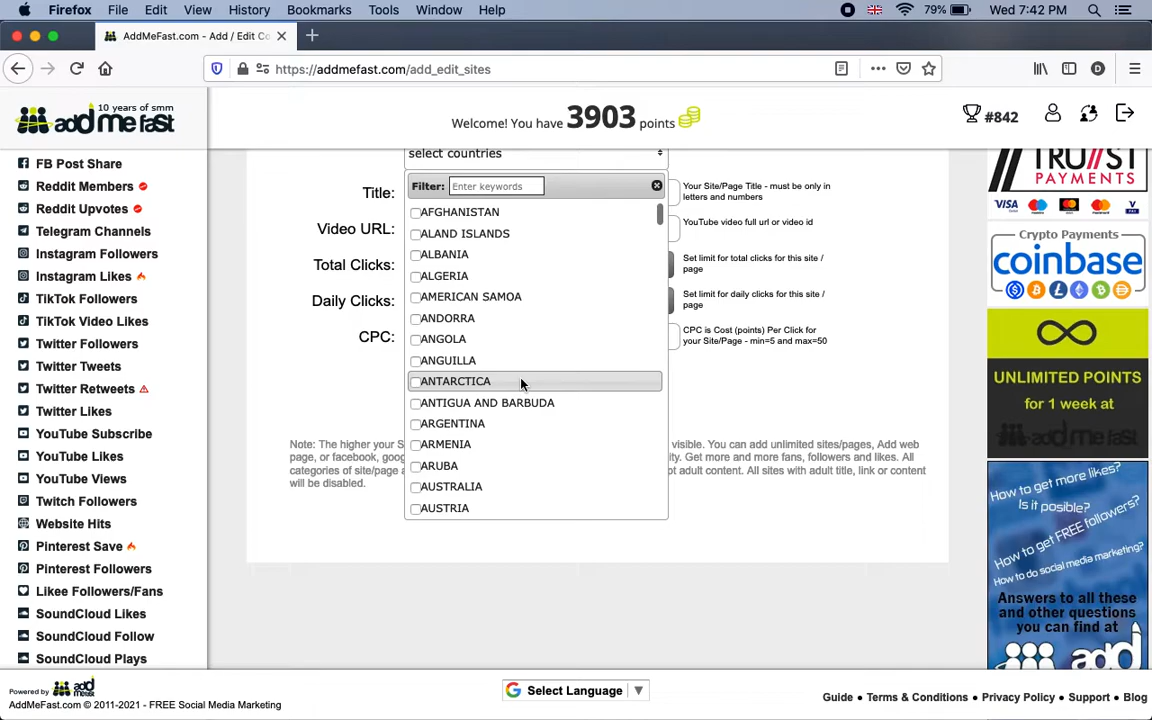 Firefox File Edit View History Bookmarks Tools Window Help 79% Wed 7:42 PM
AddMeFast.com - Add / Edit Co
https://addmefast.com/add_edit_sites
10 years of smm
add me fast
Welcome! You have 3903 points
#842
FB Post Share
Reddit Members
Reddit Upvotes
Telegram Channels
Instagram Followers
Instagram Likes
TikTok Followers
TikTok Video Likes
Twitter Followers
Twitter Tweets
Twitter Retweets
Twitter Likes
YouTube Subscribe
YouTube Likes
YouTube Views
Twitch Followers
Website Hits
Pinterest Save
Pinterest Followers
Likee Followers/Fans
SoundCloud Likes
SoundCloud Follow
SoundCloud Plays
select countries
Filter: Enter keywords
AFGHANISTAN
ALAND ISLANDS
ALBANIA
ALGERIA
AMERICAN SAMOA
ANDORRA
ANGOLA
ANGUILLA
ANTARCTICA
ANTIGUA AND BARBUDA
ARGENTINA
ARMENIA
ARUBA
AUSTRALIA
AUSTRIA
Title:
Your Site/Page Title - must be only in
letters and numbers
Video URL:
YouTube video full url or video id
Total Clicks:
Set limit for total clicks for this site /
page
Daily Clicks:
Set limit for daily clicks for this site /
page
CPC:
CPC is Cost (points) Per Click for
your Site/Page - min=5 and max=50
Note: The higher your S visible. You can add unlimited sites/pages, Add web
page, or facebook, goog ity. Get more and more fans, followers and likes. All
categories of site/page a not adult content. All sites with adult title, link or content
will be disabled.
TRUST
PAYMENTS
VISA
Crypto Payments
coinbase
UNLIMITED POINTS
for 1 week at
add me fast
How to get more likes?
Is it possible?
How to get FREE followers?
How to do social media marketing?
Answers to all these
and other questions
you can find at
Powered by add
AddMeFast.com © 2011-2021 - FREE Social Media Marketing
G Select Language ▼
Guide • Terms & Conditions • Privacy Policy • Support • Blog